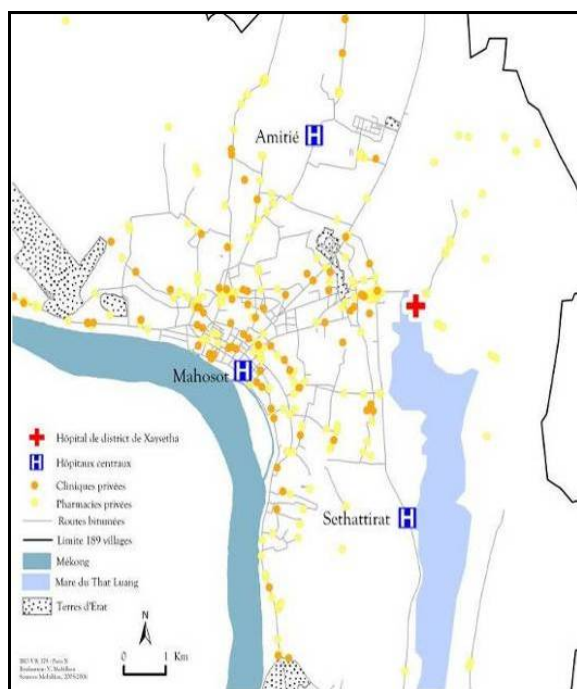 Amitié
H
H
Mahosot
H
Sethattirat
H
Hôpital de district de Xaysetha
H
Hôpitaux centraux
Cliniques privées
Pharmacies privées
Routes bitumées
Limite 189 villages
Mékong
Mare du That Luang
Terres d'Etat
N
0 1 Km